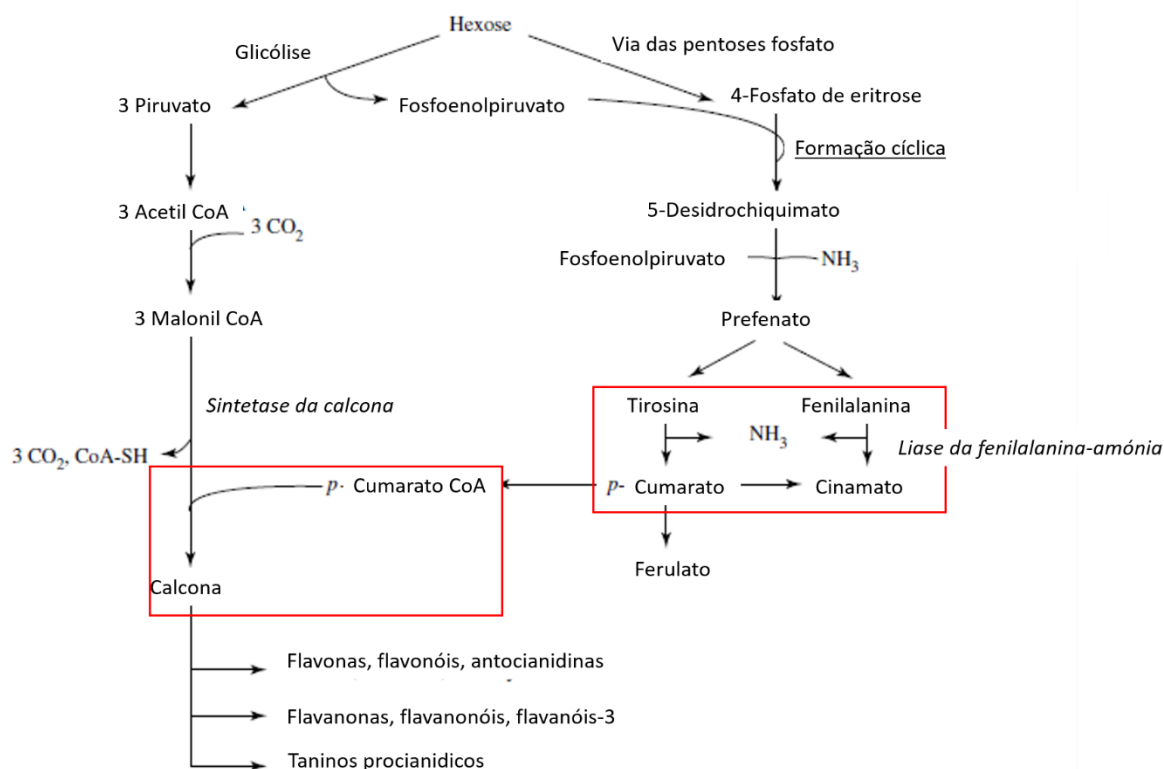 Hexose
Glicólise
Via das pentoses fosfato
3 Piruvato
Fosfoenolpiruvato
4-Fosfato de eritrose
Formação cíclica
3 Acetil CoA
3 CO₂
5-Desidrochiquimato
Fosfoenolpiruvato
NH₃
3 Malonil CoA
Prefenato
Sintetase da calcona
Tirosina
Fenilalanina
NH₃
Liase da fenilalanina-amónia
3 CO₂, CoA-SH
p- Cumarato CoA
p- Cumarato
Cinamato
Calcona
Ferulato
Flavonas, flavonóis, antocianidinas
Flavanonas, flavanonóis, flavanóis-3
Taninos procianidicos